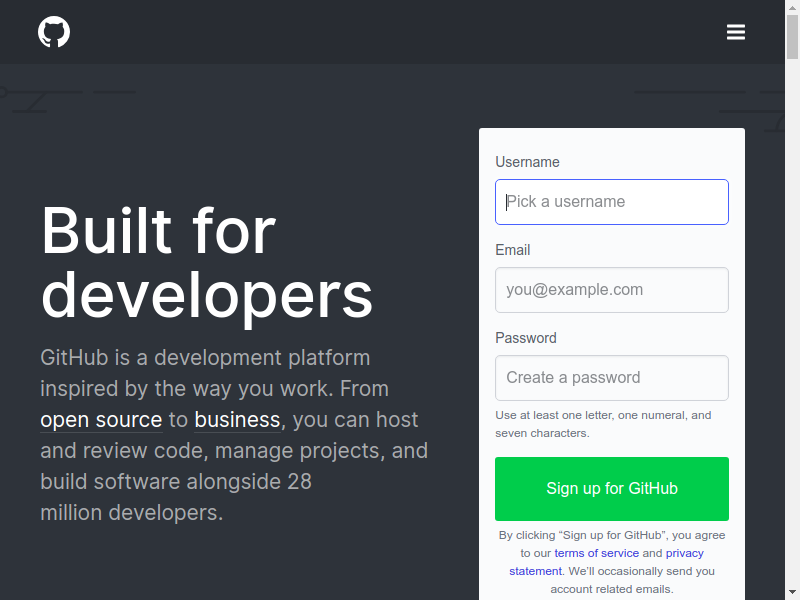 Built for
developers
GitHub is a development platform
inspired by the way you work. From
open source to business, you can host
and review code, manage projects, and
build software alongside 28
million developers.
Username
Pick a username
Email
you@example.com
Password
Create a password
Use at least one letter, one numeral, and
seven characters.
Sign up for GitHub
By clicking “Sign up for GitHub”, you agree
to our terms of service and privacy
statement. We’ll occasionally send you
account related emails.